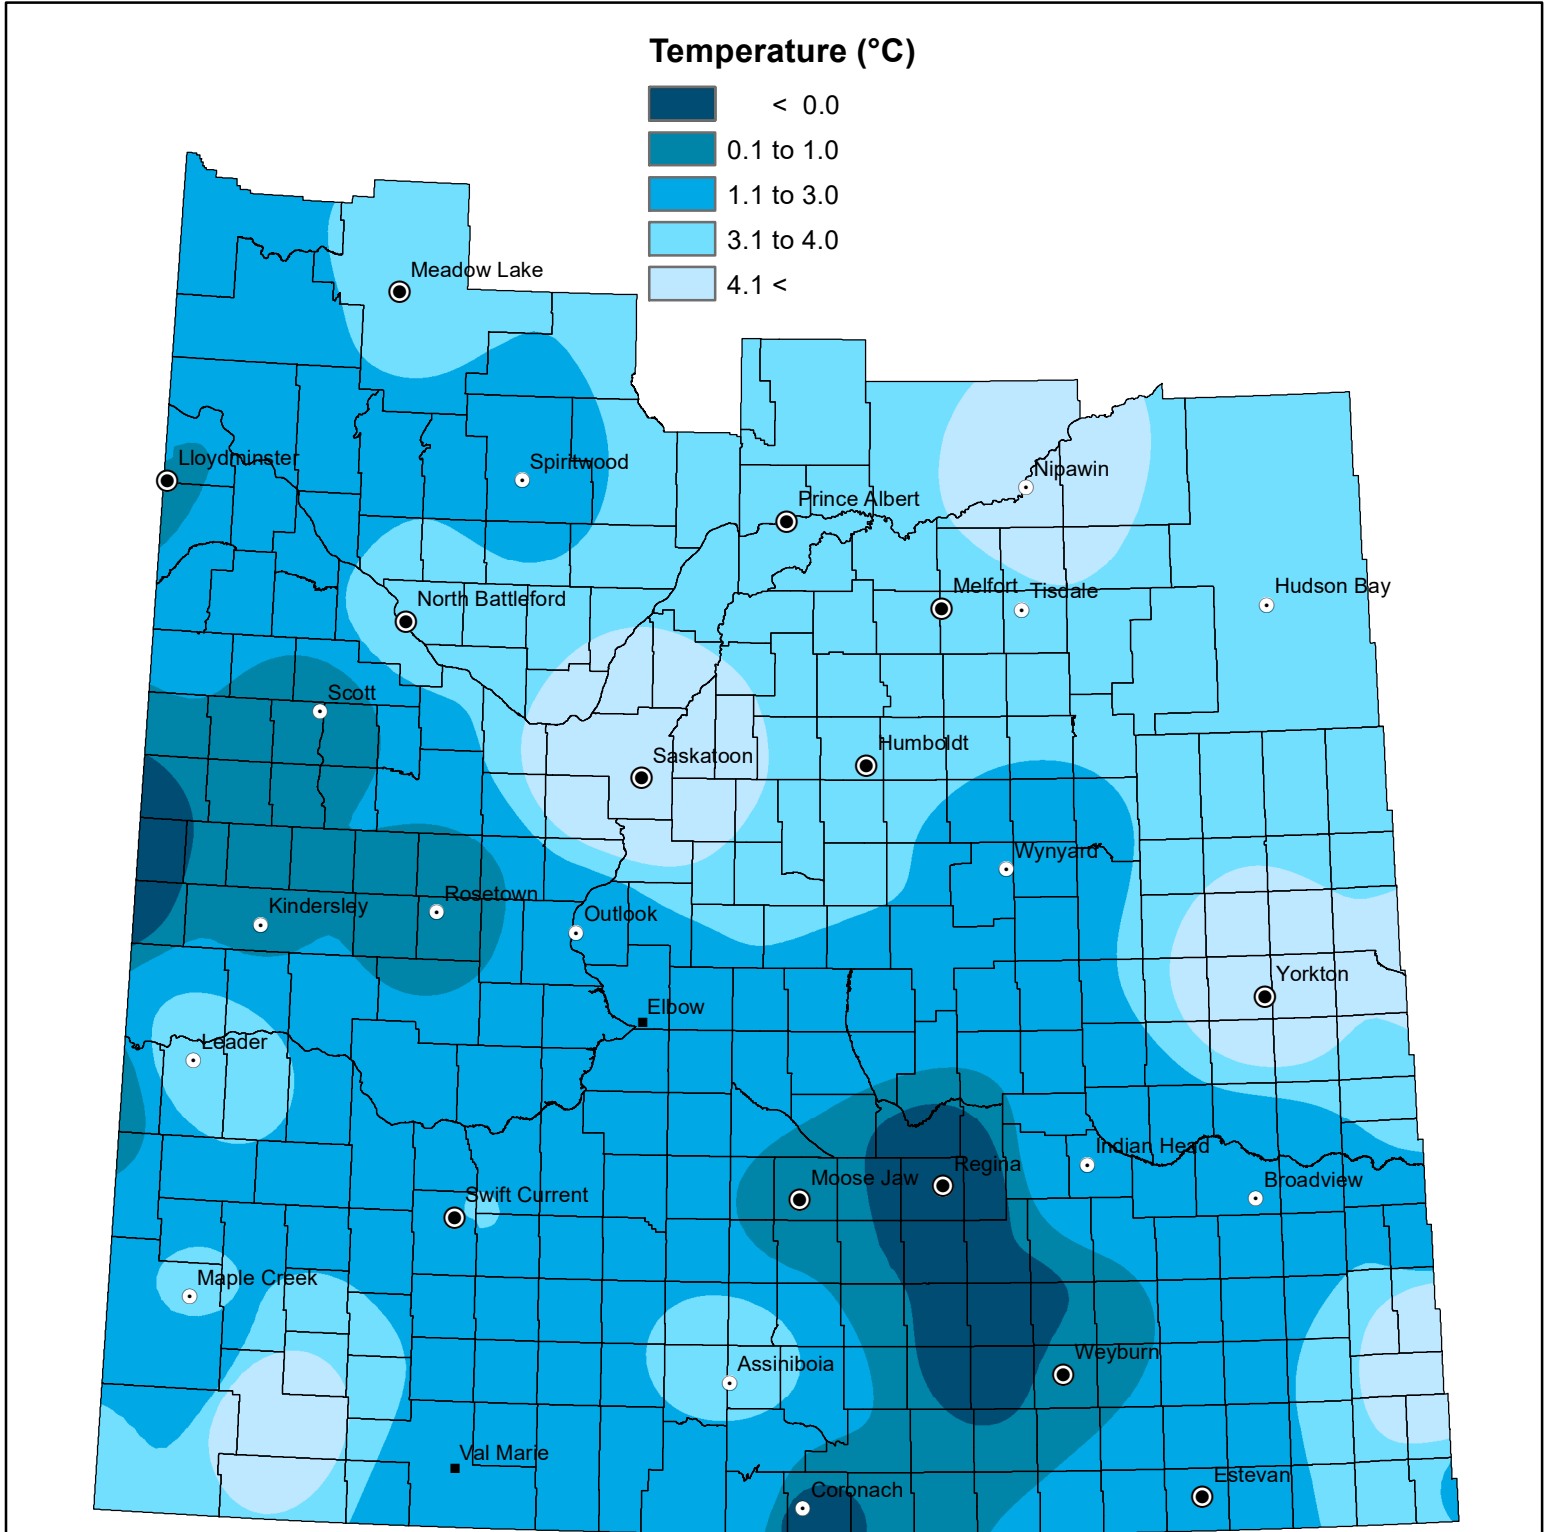 Temperature (°C)
< 0.0
0.1 to 1.0
1.1 to 3.0
3.1 to 4.0
4.1 <
Meadow Lake
Lloydminster
Spiritwood
Nipawin
Prince Albert
Melfort
Tisdale
Hudson Bay
North Battleford
Scott
Saskatoon
Humboldt
Wynyard
Rosetown
Kindersley
Outlook
Yorkton
Elbow
Leader
Indian Head
Regina
Moose Jaw
Broadview
Swift Current
Maple Creek
Weyburn
Assiniboia
Val Marie
Estevan
Coronach